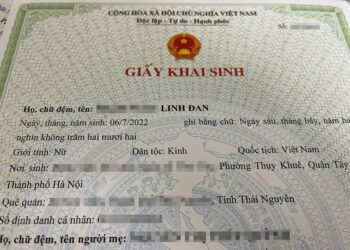 CỘNG HÒA XÃ HỘI CHỦ NGHĨA VIỆT NAM
Độc lập - Tự do - Hạnh phúc
Số:
GIẤY KHAI SINH
Họ, chữ đệm, tên: LINH ĐAN
Ngày, tháng, năm sinh: 06/7/2022 ghi bằng chữ: Ngày sáu, tháng bảy, năm hai
nghìn không trăm hai mươi hai
Giới tính: Nữ Dân tộc: Kinh Quốc tịch: Việt Nam
Nơi sinh: Phường Thụy Khuê, Quận Tây
Thành phố Hà Nội
Quê quán: Tỉnh Thái Nguyên
Số định danh cá nhân:
Họ, chữ đệm, tên người mẹ: